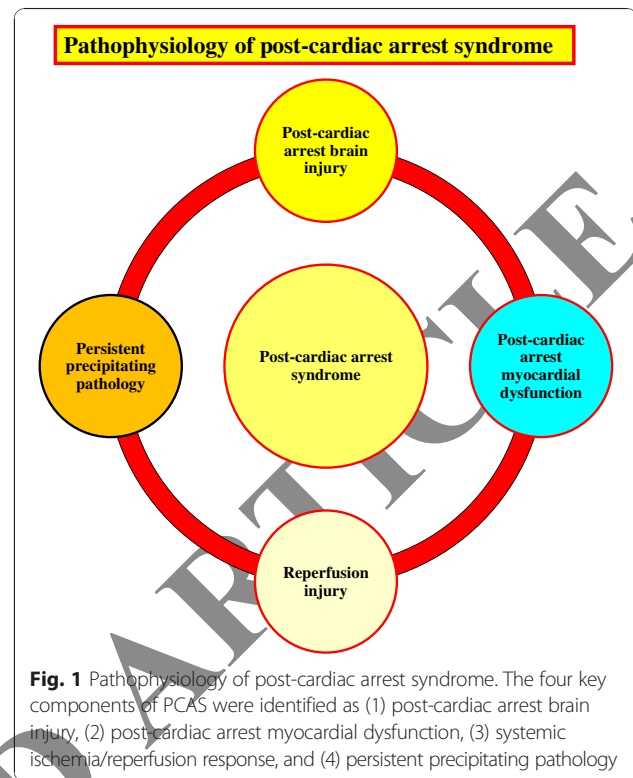 Pathophysiology of post-cardiac arrest syndrome
Post-cardiac
arrest brain
injury
Persistent
precipitating
pathology
Post-cardiac arrest
syndrome
Post-cardiac
arrest
myocardial
dysfunction
Reperfusion
injury
D ARTICLE
Fig. 1 Pathophysiology of post-cardiac arrest syndrome. The four key
components of PCAS were identified as (1) post-cardiac arrest brain
injury, (2) post-cardiac arrest myocardial dysfunction, (3) systemic
ischemia/reperfusion response, and (4) persistent precipitating pathology